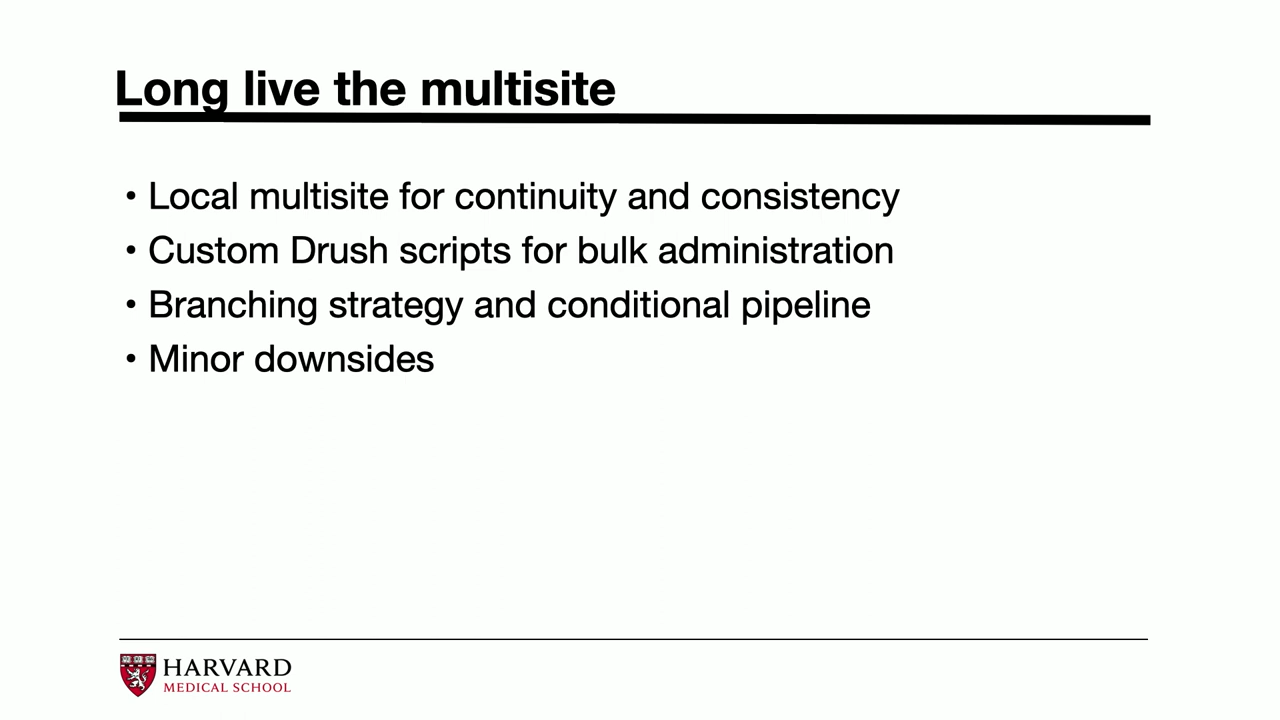 Long live the multisite
• Local multisite for continuity and consistency
• Custom Drush scripts for bulk administration
• Branching strategy and conditional pipeline
• Minor downsides
HARVARD
MEDICAL SCHOOL